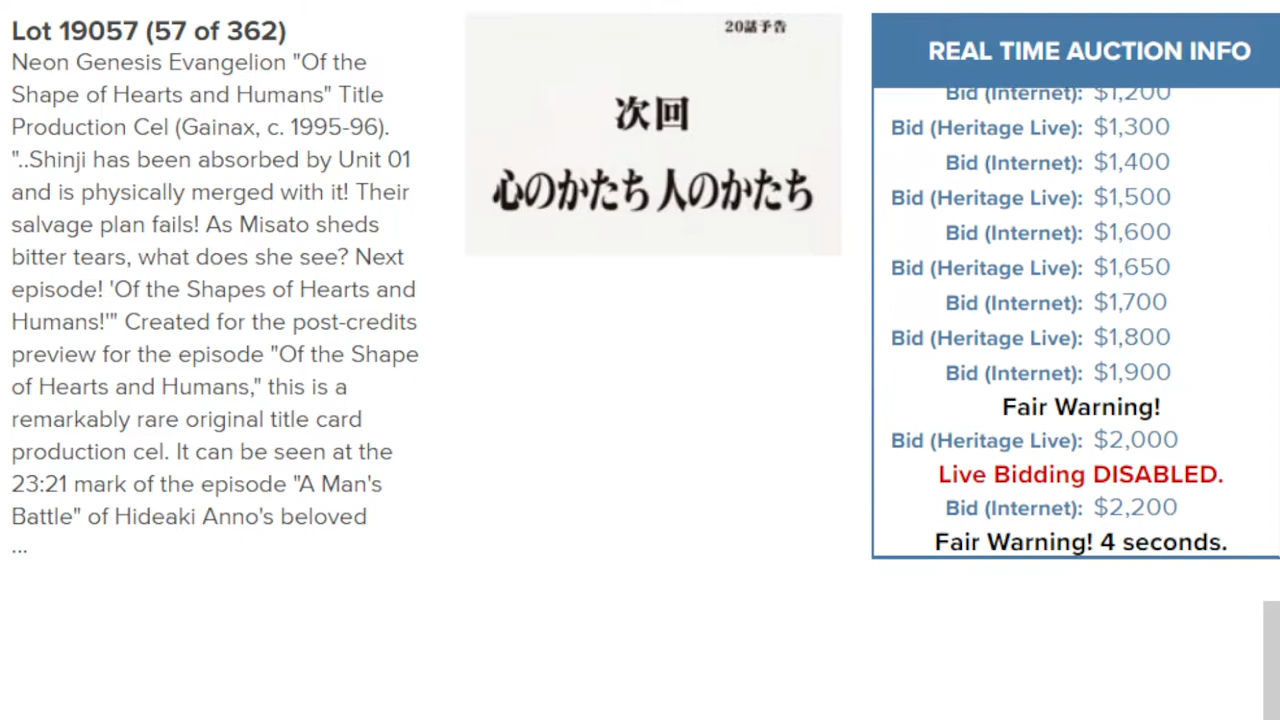 Lot 19057 (57 of 362)
Neon Genesis Evangelion "Of the
Shape of Hearts and Humans" Title
Production Cel (Gainax, c. 1995-96).
"..Shinji has been absorbed by Unit 01
and is physically merged with it! Their
salvage plan fails! As Misato sheds
bitter tears, what does she see? Next
episode! 'Of the Shapes of Hearts and
Humans!'" Created for the post-credits
preview for the episode "Of the Shape
of Hearts and Humans," this is a
remarkably rare original title card
production cel. It can be seen at the
23:21 mark of the episode "A Man's
Battle" of Hideaki Anno's beloved
...
20話予告
次回
心のかたち 人のかたち
REAL TIME AUCTION INFO
Bid (Internet): $1,200
Bid (Heritage Live): $1,300
Bid (Internet): $1,400
Bid (Heritage Live): $1,500
Bid (Internet): $1,600
Bid (Heritage Live): $1,650
Bid (Internet): $1,700
Bid (Heritage Live): $1,800
Bid (Internet): $1,900
Fair Warning!
Bid (Heritage Live): $2,000
Live Bidding DISABLED.
Bid (Internet): $2,200
Fair Warning! 4 seconds.